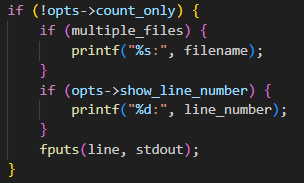 if (!opts->count_only) {
    if (multiple_files) {
        printf("%s:", filename);
    }
    if (opts->show_line_number) {
        printf("%d:", line_number);
    }
    fputs(line, stdout);
}